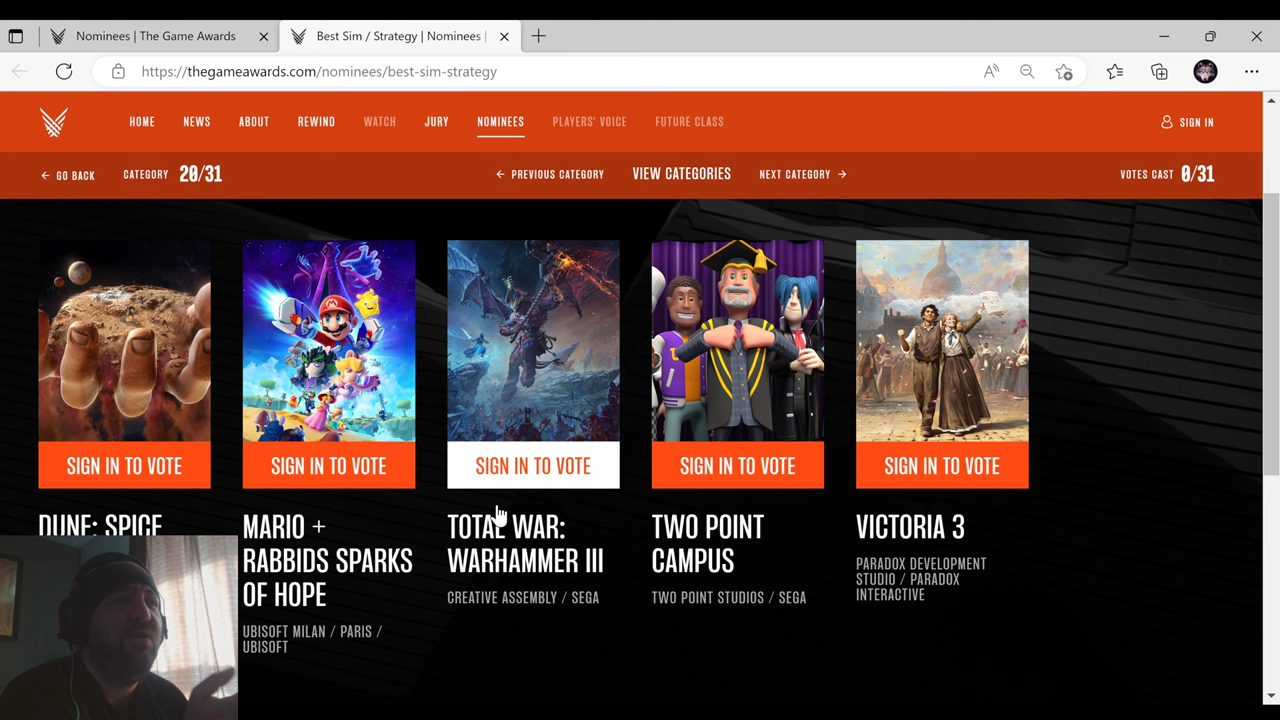 Nominees | The Game Awards
Best Sim / Strategy | Nominees |
https://thegameawards.com/nominees/best-sim-strategy
HOME NEWS ABOUT REWIND WATCH JURY NOMINEES PLAYERS' VOICE FUTURE CLASS SIGN IN
← GO BACK CATEGORY 20/31 ← PREVIOUS CATEGORY VIEW CATEGORIES NEXT CATEGORY → VOTES CAST 0/31
SIGN IN TO VOTE
SIGN IN TO VOTE
SIGN IN TO VOTE
SIGN IN TO VOTE
SIGN IN TO VOTE
DUNE: SPICE
MARIO +
RABBIDS SPARKS
OF HOPE
UBISOFT MILAN / PARIS /
UBISOFT
TOTAL WAR:
WARHAMMER III
CREATIVE ASSEMBLY / SEGA
TWO POINT
CAMPUS
TWO POINT STUDIOS / SEGA
VICTORIA 3
PARADOX DEVELOPMENT
STUDIO / PARADOX
INTERACTIVE